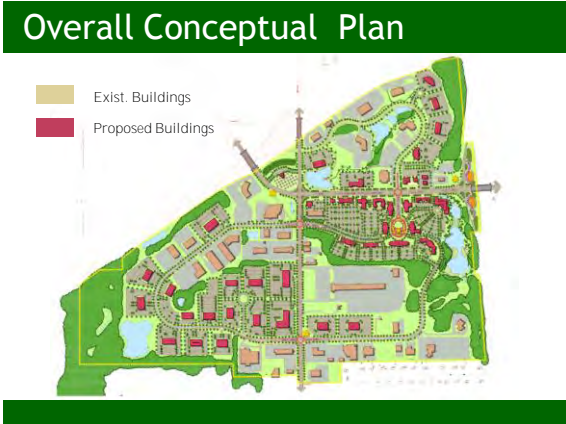 Overall Conceptual Plan
Exist. Buildings
Proposed Buildings